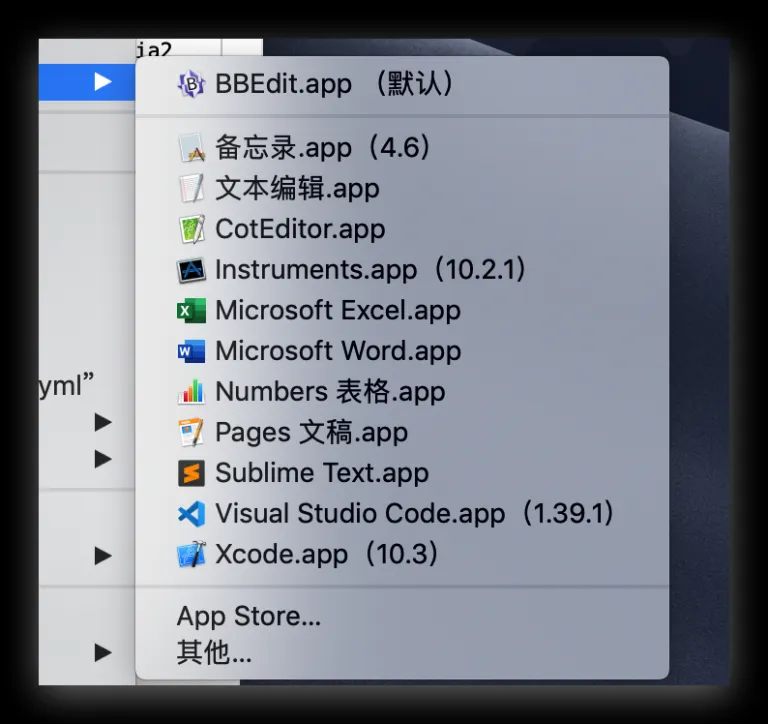 ia2
BBEdit.app （默认）
备忘录.app（4.6）
文本编辑.app
CotEditor.app
Instruments.app（10.2.1）
Microsoft Excel.app
Microsoft Word.app
yml”
Numbers 表格.app
Pages 文稿.app
Sublime Text.app
Visual Studio Code.app（1.39.1）
Xcode.app（10.3）
App Store...
其他...